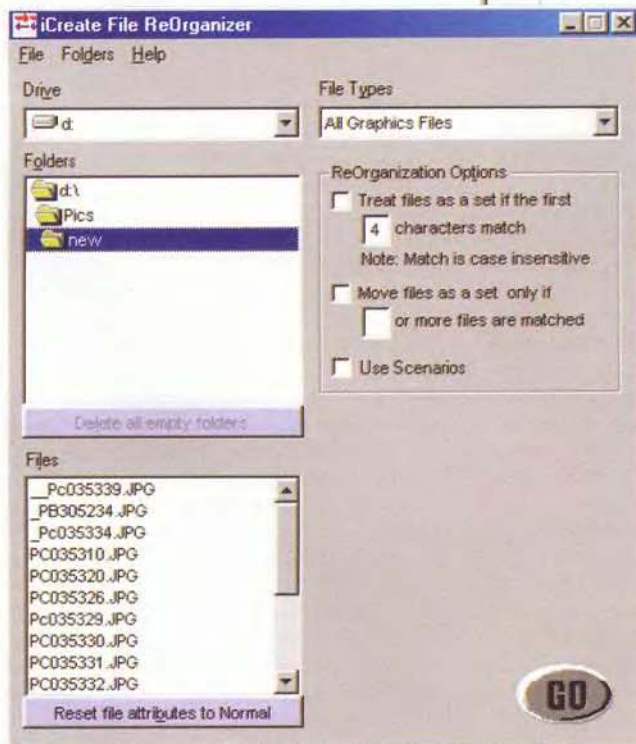 iCreate File ReOrganizer
File Folders Help
Drive
d:
File Types
All Graphics Files
Folders
d:\
Pics
new
Delete all empty folders
ReOrganization Options
Treat files as a set if the first
4 characters match
Note: Match is case insensitive
Move files as a set only if
or more files are matched
Use Scenarios
Files
__Pc035339.JPG
_PB305234.JPG
_Pc035334.JPG
PC035310.JPG
PC035320.JPG
PC035326.JPG
Pc035329.JPG
PC035330.JPG
PC035331.JPG
PC035332.JPG
Reset file attributes to Normal
GO